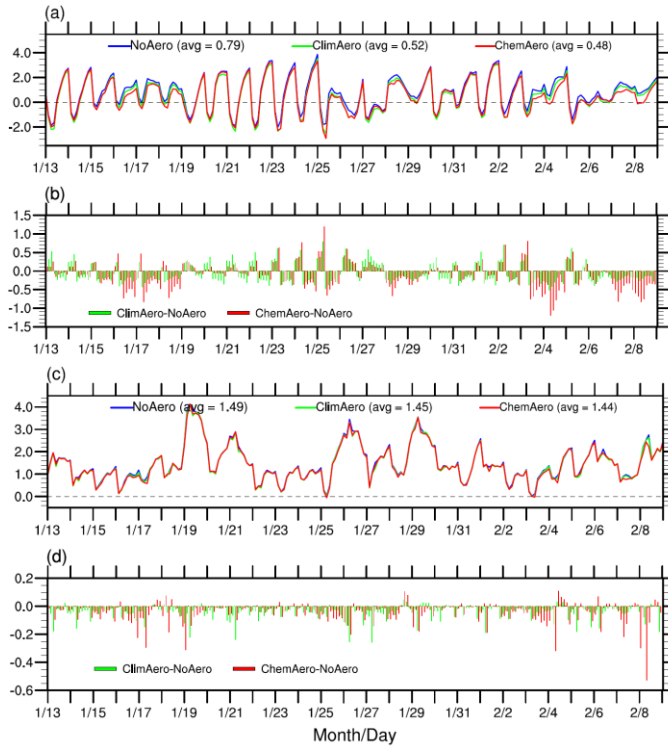 (a)
NoAero (avg = 0.79) ClimAero (avg = 0.52) ChemAero (avg = 0.48)
4.0
2.0
0.0
-2.0
1/13 1/15 1/17 1/19 1/21 1/23 1/25 1/27 1/29 1/31 2/2 2/4 2/6 2/8
(b)
1.5
1.0
0.5
0.0
-0.5
-1.0
-1.5
ClimAero-NoAero ChemAero-NoAero
1/13 1/15 1/17 1/19 1/21 1/23 1/25 1/27 1/29 1/31 2/2 2/4 2/6 2/8
(c)
NoAero (avg = 1.49) ClimAero (avg = 1.45) ChemAero (avg = 1.44)
4.0
3.0
2.0
1.0
0.0
1/13 1/15 1/17 1/19 1/21 1/23 1/25 1/27 1/29 1/31 2/2 2/4 2/6 2/8
(d)
0.2
0.0
-0.2
-0.4
-0.6
ClimAero-NoAero ChemAero-NoAero
1/13 1/15 1/17 1/19 1/21 1/23 1/25 1/27 1/29 1/31 2/2 2/4 2/6 2/8
Month/Day